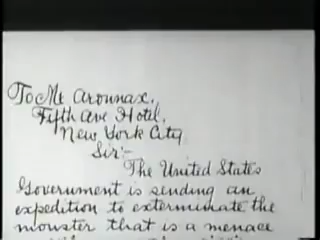 To Mr Arounax,
Fifth Ave Hotel,
New York City
Sir:-
The United States
Government is sending an
expedition to exterminate the
monster that is a menace